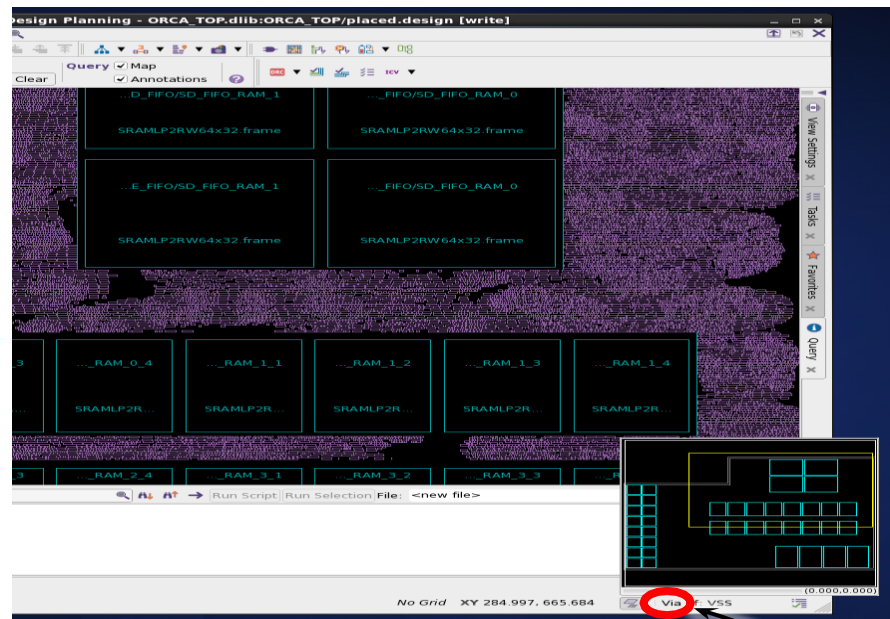 Design Planning - ORCA_TOP.dlib:ORCA_TOP/placed.design [write]
Clear
Query
Map
Annotations
ICV
...D_FIFO/SD_FIFO_RAM_1
..._FIFO/SD_FIFO_RAM_0
SRAMLP2RW64x32.frame
SRAMLP2RW64x32.frame
...E_FIFO/SD_FIFO_RAM_1
..._FIFO/SD_FIFO_RAM_0
SRAMLP2RW64x32.frame
SRAMLP2RW64x32.frame
View Settings
Tasks
Favorites
Query
_3
..._RAM_0_4
..._RAM_1_1
..._RAM_1_2
..._RAM_1_3
..._RAM_1_4
SRAMLP2R...
SRAMLP2R...
SRAMLP2R...
SRAMLP2R...
SRAMLP2R...
_3
..._RAM_2_4
..._RAM_3_1
..._RAM_3_2
..._RAM_3_3
Run Script
Run Selection
File: <new file>
(0.000,0.000)
No Grid XY 284.997, 665.684
Via
VSS